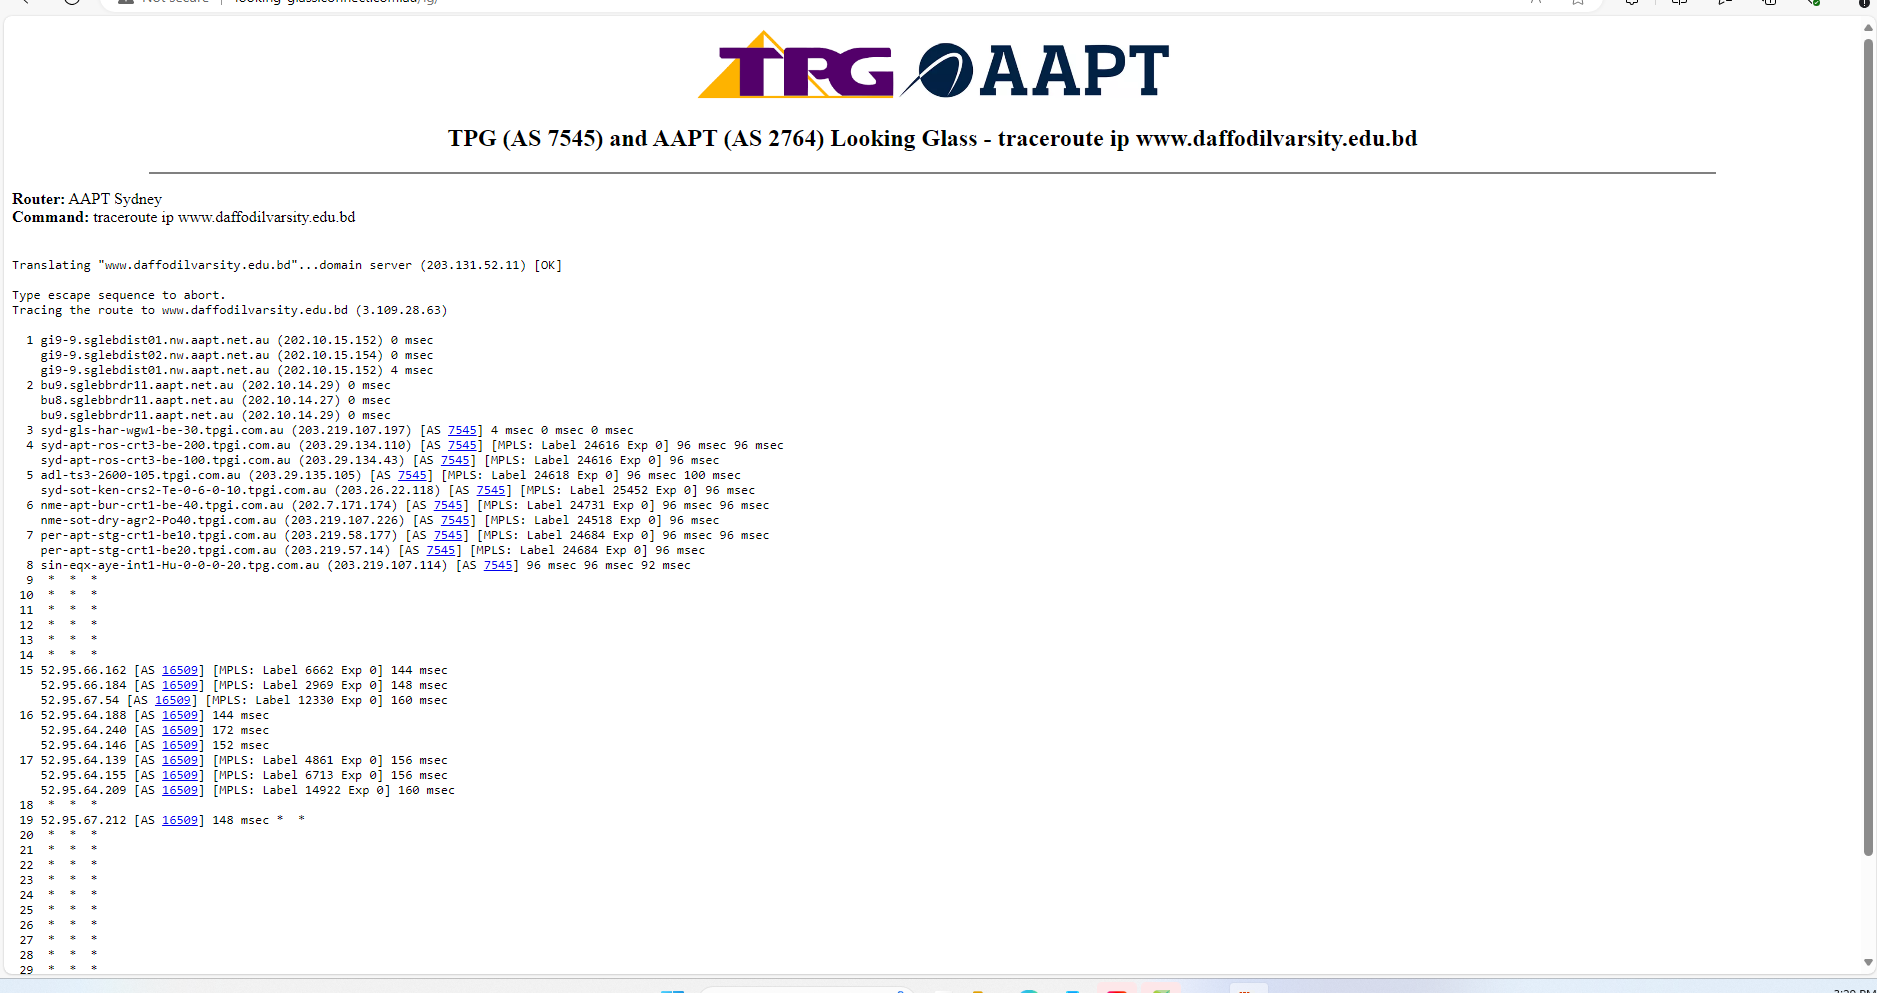 TPG AAPT
TPG (AS 7545) and AAPT (AS 2764) Looking Glass - traceroute ip www.daffodilvarsity.edu.bd
Router: AAPT Sydney
Command: traceroute ip www.daffodilvarsity.edu.bd
Translating "www.daffodilvarsity.edu.bd"...domain server (203.131.52.11) [OK]
Type escape sequence to abort.
Tracing the route to www.daffodilvarsity.edu.bd (3.109.28.63)
1 gi9-9.sglebdist01.nw.aapt.net.au (202.10.15.152) 0 msec
gi9-9.sglebdist02.nw.aapt.net.au (202.10.15.154) 0 msec
gi9-9.sglebdist01.nw.aapt.net.au (202.10.15.152) 4 msec
2 bu9.sglebbrdr11.aapt.net.au (202.10.14.29) 0 msec
bu8.sglebbrdr11.aapt.net.au (202.10.14.27) 0 msec
bu9.sglebbrdr11.aapt.net.au (202.10.14.29) 0 msec
3 syd-gls-har-wgw1-be-30.tpgi.com.au (203.219.107.197) [AS 7545] 4 msec 0 msec 0 msec
4 syd-apt-ros-crt3-be-200.tpgi.com.au (203.29.134.110) [AS 7545] [MPLS: Label 24616 Exp 0] 96 msec 96 msec
syd-apt-ros-crt3-be-100.tpgi.com.au (203.29.134.43) [AS 7545] [MPLS: Label 24616 Exp 0] 96 msec
5 adl-ts3-2600-105.tpgi.com.au (203.29.135.105) [AS 7545] [MPLS: Label 24618 Exp 0] 96 msec 100 msec
syd-sot-ken-crs2-Te-0-6-0-10.tpgi.com.au (203.26.22.118) [AS 7545] [MPLS: Label 25452 Exp 0] 96 msec
6 nme-apt-bur-crt1-be-40.tpgi.com.au (202.7.171.174) [AS 7545] [MPLS: Label 24731 Exp 0] 96 msec 96 msec
nme-sot-dry-agr2-Po40.tpgi.com.au (203.219.107.226) [AS 7545] [MPLS: Label 24518 Exp 0] 96 msec
7 per-apt-stg-crt1-be10.tpgi.com.au (203.219.58.177) [AS 7545] [MPLS: Label 24684 Exp 0] 96 msec 96 msec
per-apt-stg-crt1-be20.tpgi.com.au (203.219.57.14) [AS 7545] [MPLS: Label 24684 Exp 0] 96 msec
8 sin-eqx-aye-int1-Hu-0-0-0-20.tpg.com.au (203.219.107.114) [AS 7545] 96 msec 96 msec 92 msec
9 * * *
10 * * *
11 * * *
12 * * *
13 * * *
14 * * *
15 52.95.66.162 [AS 16509] [MPLS: Label 6662 Exp 0] 144 msec
52.95.66.184 [AS 16509] [MPLS: Label 2969 Exp 0] 148 msec
52.95.67.54 [AS 16509] [MPLS: Label 12330 Exp 0] 160 msec
16 52.95.64.188 [AS 16509] 144 msec
52.95.64.240 [AS 16509] 172 msec
52.95.64.146 [AS 16509] 152 msec
17 52.95.64.139 [AS 16509] [MPLS: Label 4861 Exp 0] 156 msec
52.95.64.155 [AS 16509] [MPLS: Label 6713 Exp 0] 156 msec
52.95.64.209 [AS 16509] [MPLS: Label 14922 Exp 0] 160 msec
18 * * *
19 52.95.67.212 [AS 16509] 148 msec * *
20 * * *
21 * * *
22 * * *
23 * * *
24 * * *
25 * * *
26 * * *
27 * * *
28 * * *
29 * * *